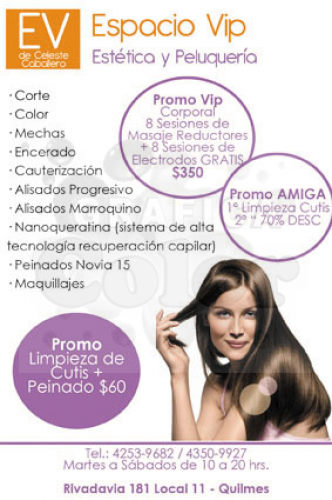 EV
de Celeste
Caballero
Espacio Vip
Estética y Peluquería
· Corte
· Color
· Mechas
· Encerado
· Cauterización
· Alisados Progresivo
· Alisados Marroquino
· Nanoqueratina (sistema de alta
tecnología recuperación capilar)
· Peinados Novia 15
· Maquillajes
Promo Vip
Corporal
8 Sesiones de
Masaje Reductores
+ 8 Sesiones de
Electrodos GRATIS
$350
Promo AMIGA
1° Limpieza Cutis
2° * 70% DESC
Promo
Limpieza de
Cutis +
Peinado $60
Tel.: 4253-9682 / 4350-9927
Martes a Sábados de 10 a 20 hrs.
Rivadavia 181 Local 11 - Quilmes